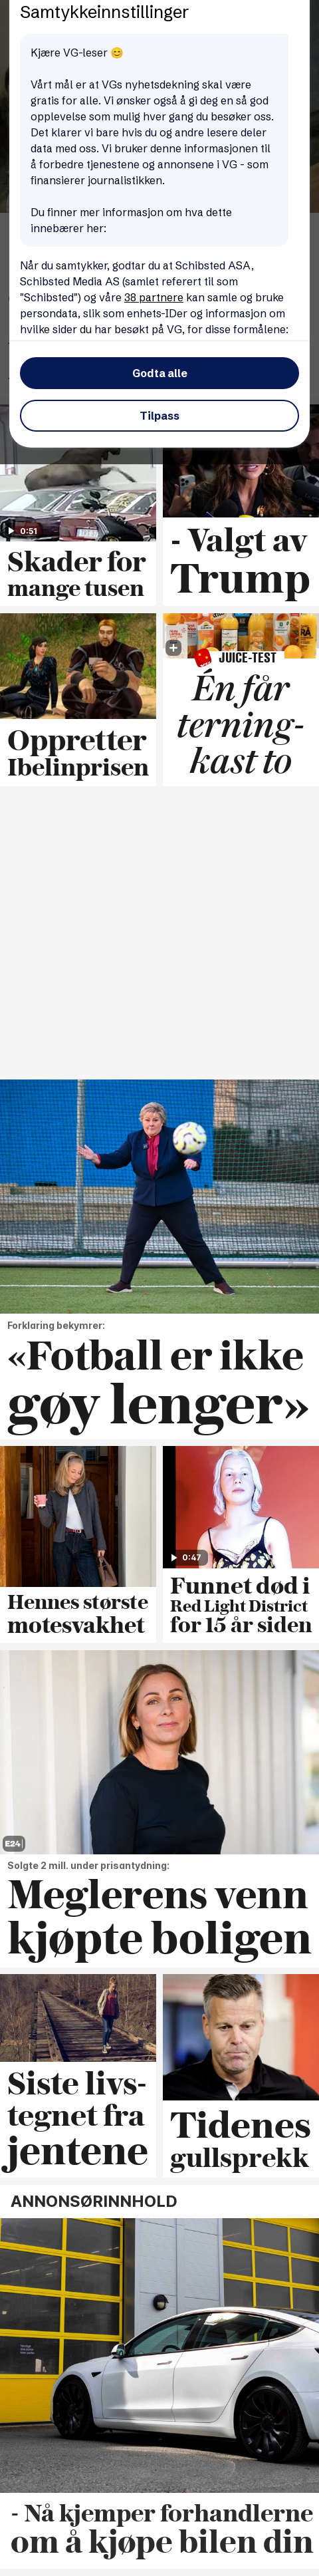 Samtykkeinnstillinger
Kjære VG-leser 😊
Vårt mål er at VGs nyhetsdekning skal være
gratis for alle. Vi ønsker også å gi deg en så god
opplevelse som mulig hver gang du besøker oss.
Det klarer vi bare hvis du og andre lesere deler
data med oss. Vi bruker denne informasjonen til
å forbedre tjenestene og annonsene i VG - som
finansierer journalistikken.
Du finner mer informasjon om hva dette
innebærer her:
Når du samtykker, godtar du at Schibsted ASA,
Schibsted Media AS (samlet referert til som
"Schibsted") og våre 38 partnere kan samle og bruke
persondata, slik som enhets-IDer og informasjon om
hvilke sider du har besøkt på VG, for disse formålene:
Godta alle
Tilpass
0:51
Skader for
mange tusen
- Valgt av
Trump
Oppretter
Ibelinprisen
JUICE-TEST
Én får
terning-
kast to
Forklaring bekymrer:
«Fotball er ikke
gøy lenger»
Hennes største
motesvakhet
0:47
Funnet død i
Red Light District
for 15 år siden
E24
Solgte 2 mill. under prisantydning:
Meglerens venn
kjøpte boligen
Siste livs-
tegnet fra
jentene
Tidenes
gullsprekk
ANNONSØRINNHOLD
- Nå kjemper forhandlerne
om å kjøpe bilen din